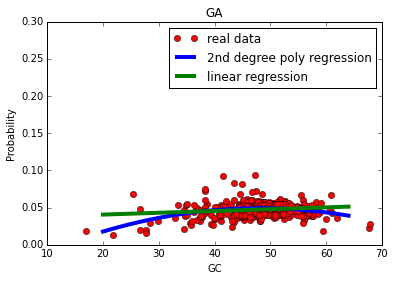 GA
0.30
0.25
0.20
0.15
0.10
0.05
0.00
Probability
real data
2nd degree poly regression
linear regression
10 20 30 40 50 60 70
GC